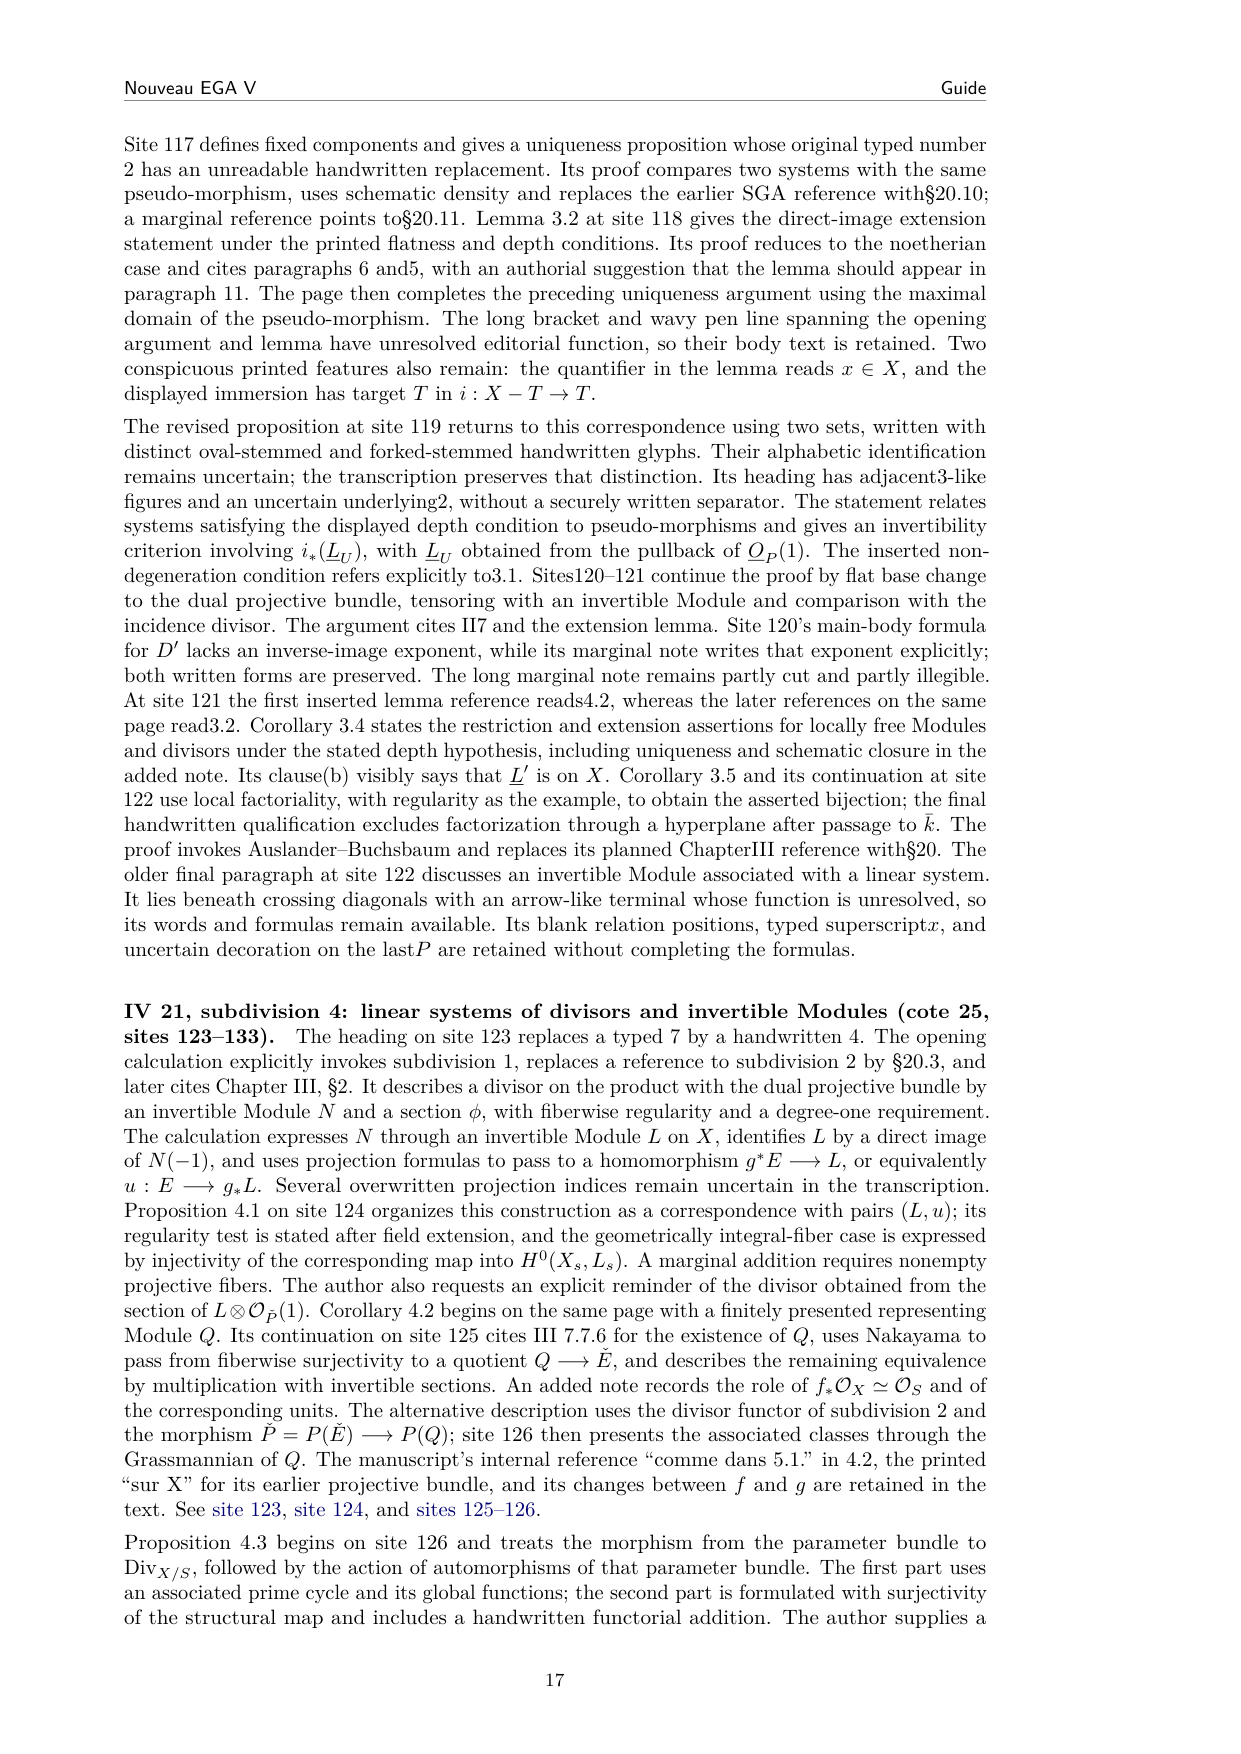 Nouveau EGA V Guide
Site 117 defines fixed components and gives a uniqueness proposition whose original typed number
2 has an unreadable handwritten replacement. Its proof compares two systems with the same
pseudo-morphism, uses schematic density and replaces the earlier SGA reference with§20.10;
a marginal reference points to§20.11. Lemma 3.2 at site 118 gives the direct-image extension
statement under the printed flatness and depth conditions. Its proof reduces to the noetherian
case and cites paragraphs 6 and5, with an authorial suggestion that the lemma should appear in
paragraph 11. The page then completes the preceding uniqueness argument using the maximal
domain of the pseudo-morphism. The long bracket and wavy pen line spanning the opening
argument and lemma have unresolved editorial function, so their body text is retained. Two
conspicuous printed features also remain: the quantifier in the lemma reads x ∈ X, and the
displayed immersion has target T in i : X − T → T.
The revised proposition at site 119 returns to this correspondence using two sets, written with
distinct oval-stemmed and forked-stemmed handwritten glyphs. Their alphabetic identification
remains uncertain; the transcription preserves that distinction. Its heading has adjacent3-like
figures and an uncertain underlying2, without a securely written separator. The statement relates
systems satisfying the displayed depth condition to pseudo-morphisms and gives an invertibility
criterion involving i_*(L_U), with L_U obtained from the pullback of O_P(1). The inserted non-
degeneration condition refers explicitly to3.1. Sites120–121 continue the proof by flat base change
to the dual projective bundle, tensoring with an invertible Module and comparison with the
incidence divisor. The argument cites II7 and the extension lemma. Site 120’s main-body formula
for D′ lacks an inverse-image exponent, while its marginal note writes that exponent explicitly;
both written forms are preserved. The long marginal note remains partly cut and partly illegible.
At site 121 the first inserted lemma reference reads4.2, whereas the later references on the same
page read3.2. Corollary 3.4 states the restriction and extension assertions for locally free Modules
and divisors under the stated depth hypothesis, including uniqueness and schematic closure in the
added note. Its clause(b) visibly says that L′ is on X. Corollary 3.5 and its continuation at site
122 use local factoriality, with regularity as the example, to obtain the asserted bijection; the final
handwritten qualification excludes factorization through a hyperplane after passage to k̄. The
proof invokes Auslander–Buchsbaum and replaces its planned ChapterIII reference with§20. The
older final paragraph at site 122 discusses an invertible Module associated with a linear system.
It lies beneath crossing diagonals with an arrow-like terminal whose function is unresolved, so
its words and formulas remain available. Its blank relation positions, typed superscriptx, and
uncertain decoration on the lastP are retained without completing the formulas.
IV 21, subdivision 4: linear systems of divisors and invertible Modules (cote 25,
sites 123–133). The heading on site 123 replaces a typed 7 by a handwritten 4. The opening
calculation explicitly invokes subdivision 1, replaces a reference to subdivision 2 by §20.3, and
later cites Chapter III, §2. It describes a divisor on the product with the dual projective bundle by
an invertible Module N and a section ϕ, with fiberwise regularity and a degree-one requirement.
The calculation expresses N through an invertible Module L on X, identifies L by a direct image
of N(−1), and uses projection formulas to pass to a homomorphism g*E ⟶ L, or equivalently
u : E ⟶ g_*L. Several overwritten projection indices remain uncertain in the transcription.
Proposition 4.1 on site 124 organizes this construction as a correspondence with pairs (L, u); its
regularity test is stated after field extension, and the geometrically integral-fiber case is expressed
by injectivity of the corresponding map into H⁰(X_s, L_s). A marginal addition requires nonempty
projective fibers. The author also requests an explicit reminder of the divisor obtained from the
section of L⊗𝒪_P̌(1). Corollary 4.2 begins on the same page with a finitely presented representing
Module Q. Its continuation on site 125 cites III 7.7.6 for the existence of Q, uses Nakayama to
pass from fiberwise surjectivity to a quotient Q ⟶ Ě, and describes the remaining equivalence
by multiplication with invertible sections. An added note records the role of f_*𝒪_X ≃ 𝒪_S and of
the corresponding units. The alternative description uses the divisor functor of subdivision 2 and
the morphism P̌ = P(Ě) ⟶ P(Q); site 126 then presents the associated classes through the
Grassmannian of Q. The manuscript’s internal reference “comme dans 5.1.” in 4.2, the printed
“sur X” for its earlier projective bundle, and its changes between f and g are retained in the
text. See site 123, site 124, and sites 125–126.
Proposition 4.3 begins on site 126 and treats the morphism from the parameter bundle to
Div_X/S, followed by the action of automorphisms of that parameter bundle. The first part uses
an associated prime cycle and its global functions; the second part is formulated with surjectivity
of the structural map and includes a handwritten functorial addition. The author supplies a
17